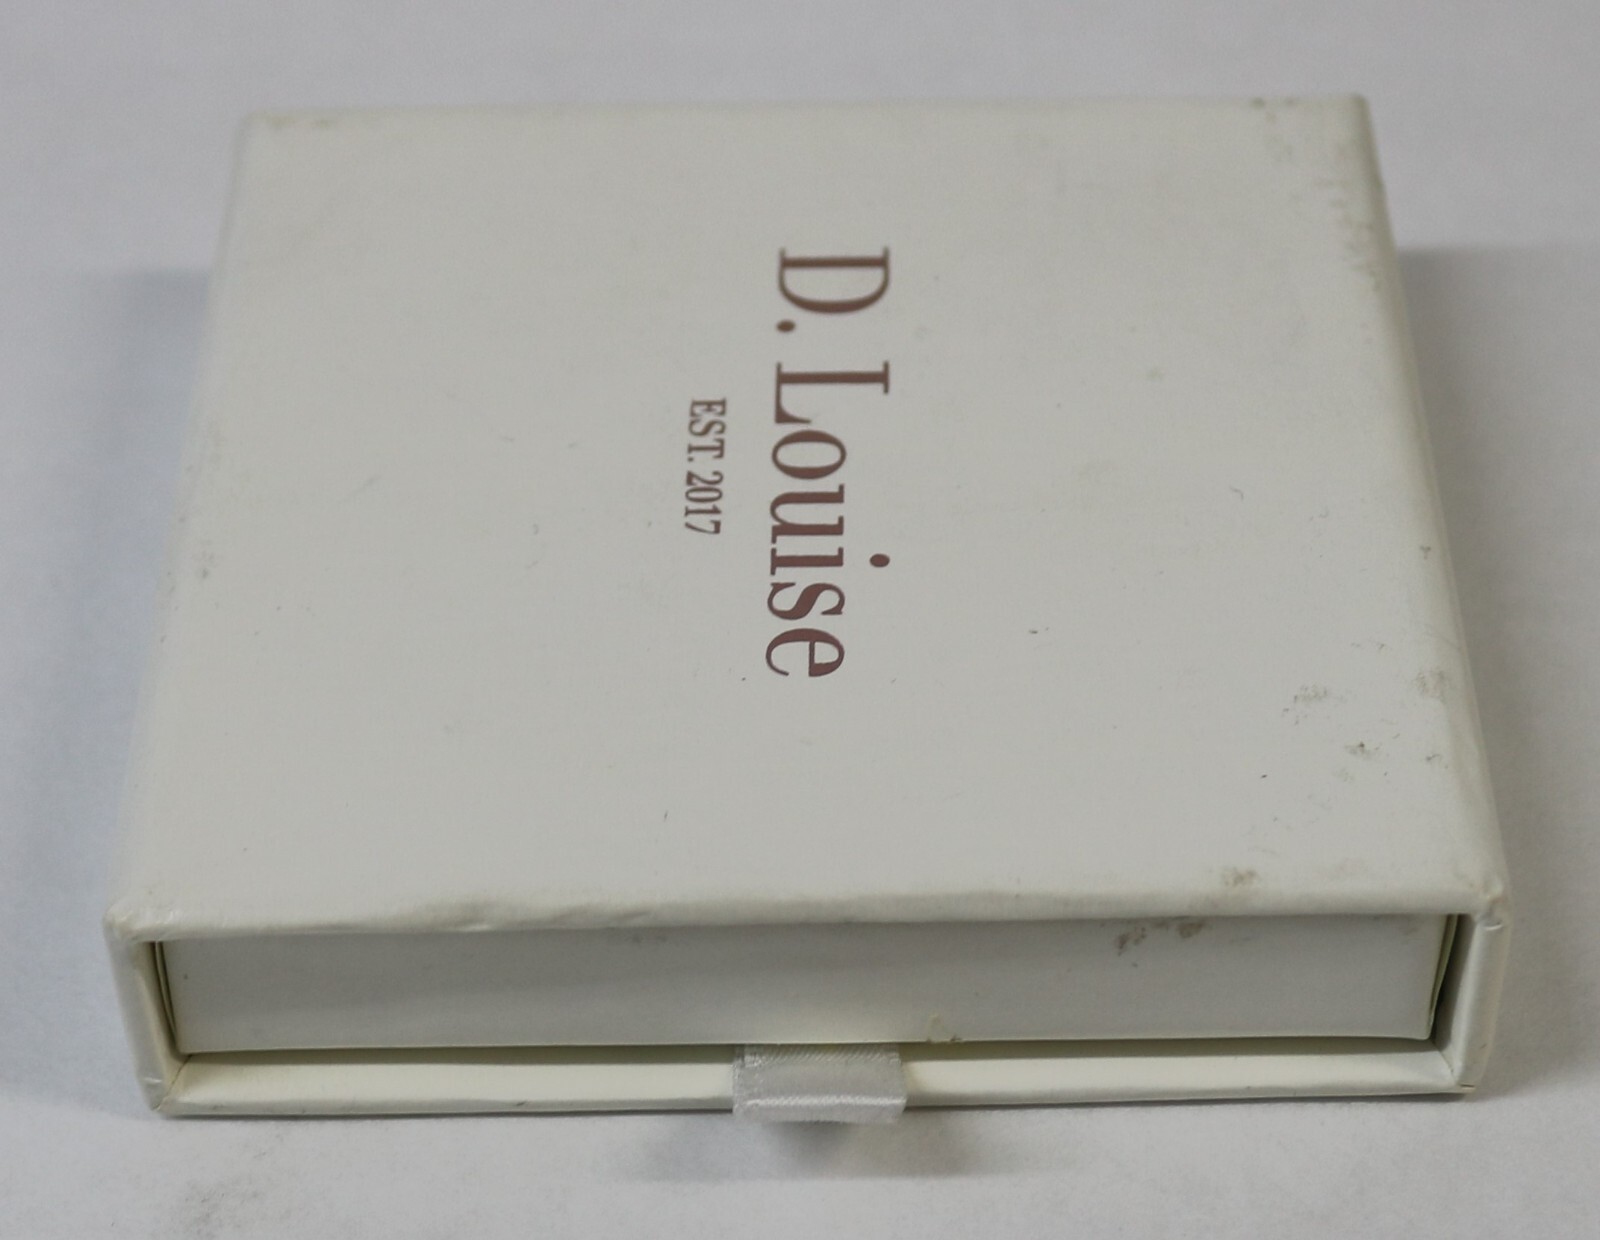 D. Louise
EST. 2017